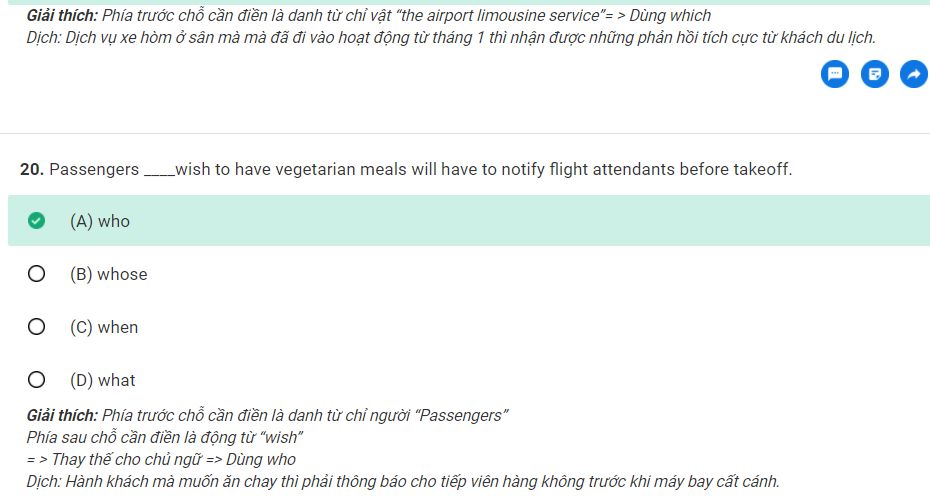 Giải thích: Phía trước chỗ cần điền là danh từ chỉ vật “the airport limousine service”= > Dùng which
Dịch: Dịch vụ xe hòm ở sân mà mà đã đi vào hoạt động từ tháng 1 thì nhận được những phản hồi tích cực từ khách du lịch.
20. Passengers ____wish to have vegetarian meals will have to notify flight attendants before takeoff.
(A) who
(B) whose
(C) when
(D) what
Giải thích: Phía trước chỗ cần điền là danh từ chỉ người “Passengers”
Phía sau chỗ cần điền là động từ “wish”
= > Thay thế cho chủ ngữ => Dùng who
Dịch: Hành khách mà muốn ăn chay thì phải thông báo cho tiếp viên hàng không trước khi máy bay cất cánh.